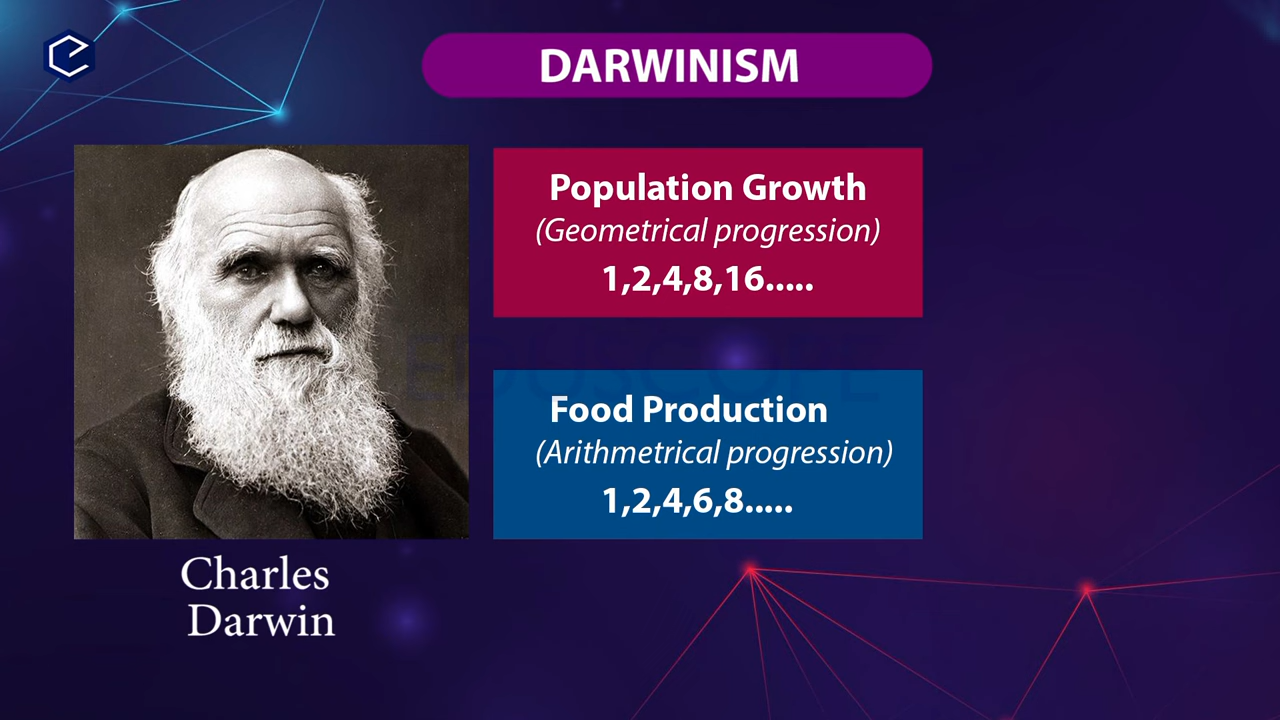 DARWINISM
Population Growth
(Geometrical progression)
1,2,4,8,16.....
Food Production
(Arithmetrical progression)
1,2,4,6,8.....
Charles
Darwin
EDUSCOPE